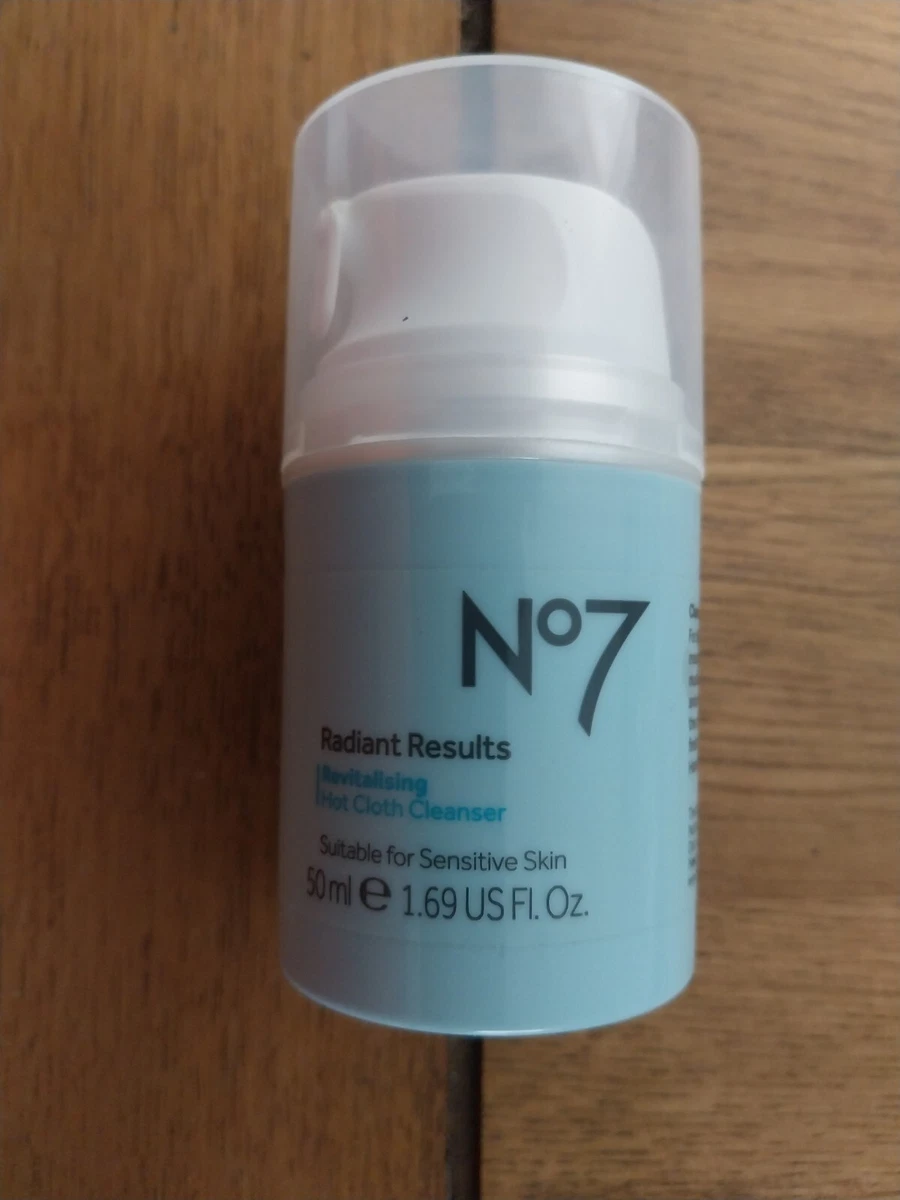 No7
Radiant Results
Revitalising
Hot Cloth Cleanser
Suitable for Sensitive Skin
50 ml e 1.69 US Fl. Oz.